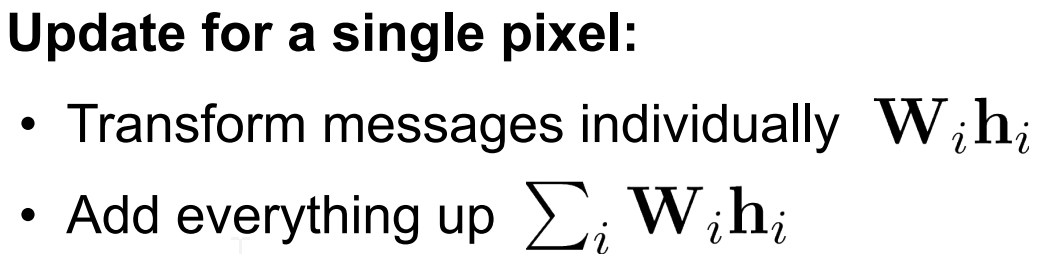 Update for a single pixel:
• Transform messages individually W_i h_i
• Add everything up ∑_i W_i h_i